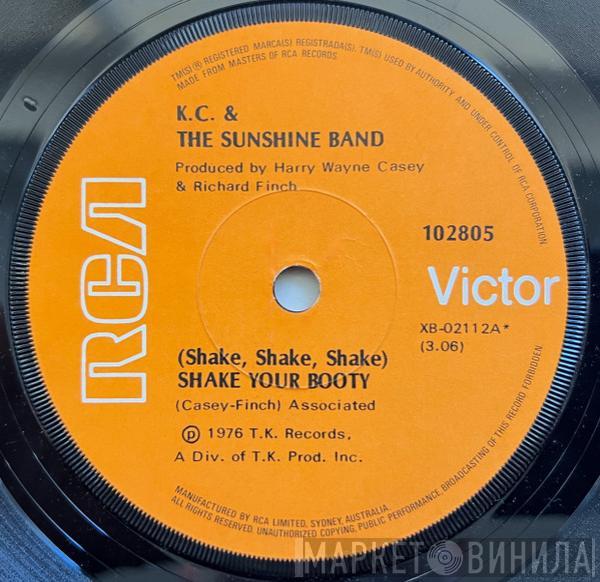 TM(S) ® REGISTERED MARCA(S) REGISTRADA(S). TM(S) USED BY AUTHORITY AND UNDER CONTROL OF RCA CORPORATION.
MADE FROM MASTERS OF RCA RECORDS
K.C. &
THE SUNSHINE BAND
Produced by Harry Wayne Casey
& Richard Finch
RCA
102805
Victor
XB-02112A*
(3.06)
(Shake, Shake, Shake)
SHAKE YOUR BOOTY
(Casey-Finch) Associated
℗ 1976 T.K. Records,
A Div. of T.K. Prod. Inc.
MANUFACTURED BY RCA LIMITED, SYDNEY, AUSTRALIA.
ALL RIGHTS RESERVED. UNAUTHORIZED COPYING, PUBLIC PERFORMANCE, BROADCASTING OF THIS RECORD FORBIDDEN
МАРКЕТ ВИНИЛА